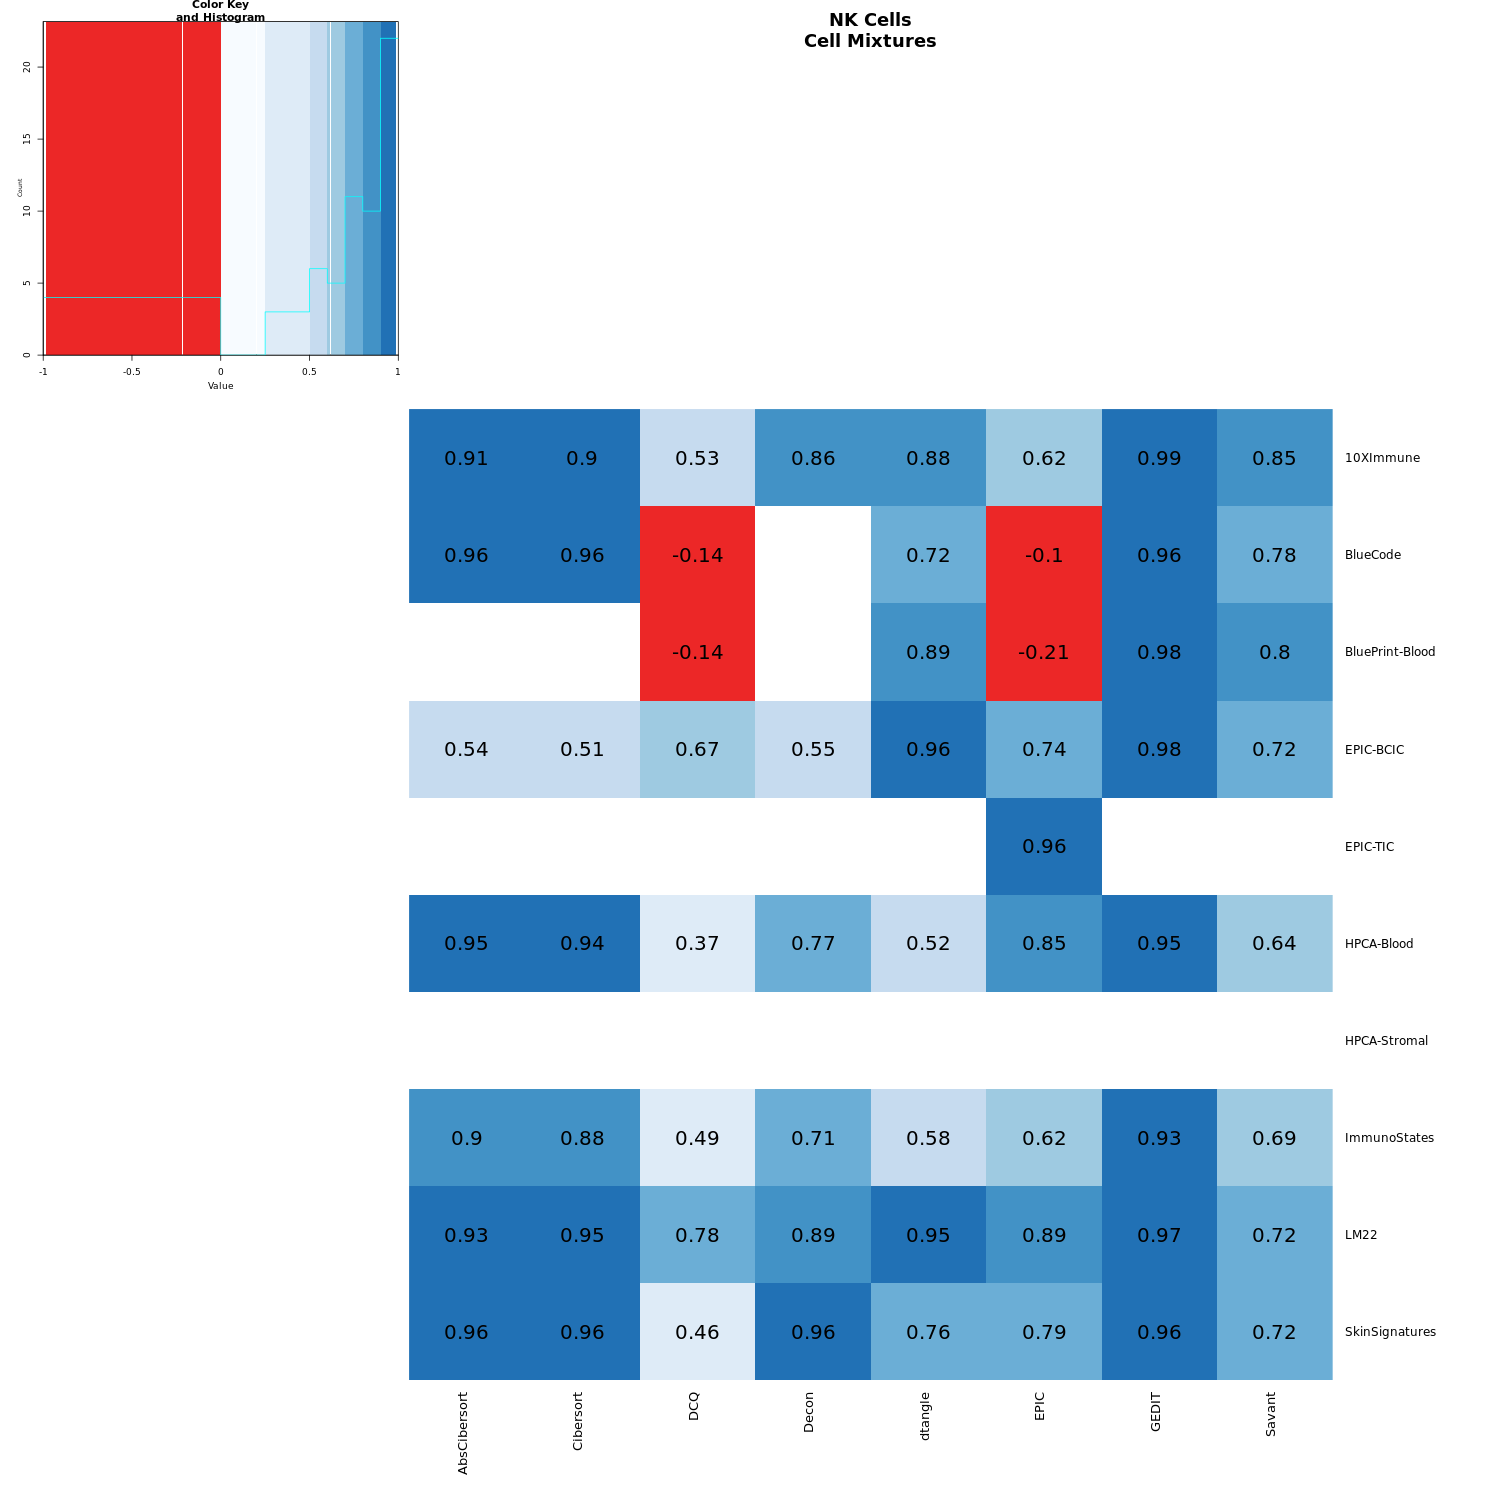 Color Key
and Histogram
NK Cells
Cell Mixtures
20
15
10
5
0
Count
-1 -0.5 0 0.5 1
Value
0.91 0.9 0.53 0.86 0.88 0.62 0.99 0.85 10XImmune
0.96 0.96 -0.14 0.72 -0.1 0.96 0.78 BlueCode
-0.14 0.89 -0.21 0.98 0.8 BluePrint-Blood
0.54 0.51 0.67 0.55 0.96 0.74 0.98 0.72 EPIC-BCIC
0.96 EPIC-TIC
0.95 0.94 0.37 0.77 0.52 0.85 0.95 0.64 HPCA-Blood
HPCA-Stromal
0.9 0.88 0.49 0.71 0.58 0.62 0.93 0.69 ImmunoStates
0.93 0.95 0.78 0.89 0.95 0.89 0.97 0.72 LM22
0.96 0.96 0.46 0.96 0.76 0.79 0.96 0.72 SkinSignatures
AbsCibersort Cibersort DCQ Decon dtangle EPIC GEDIT Savant